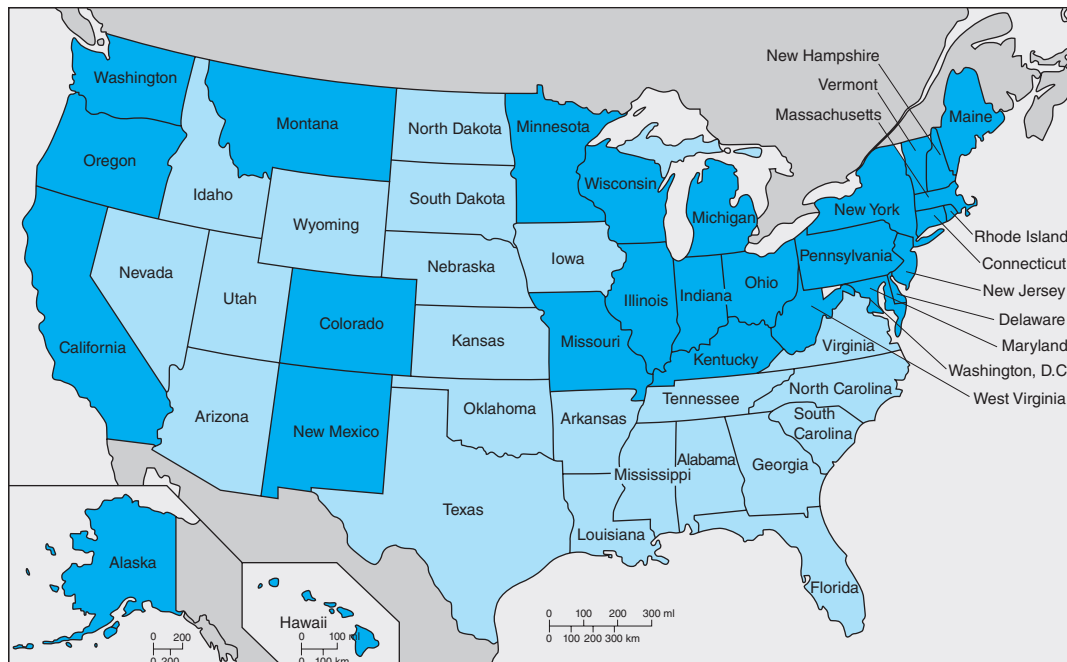 New Hampshire
Vermont
Massachusetts
Washington
Montana
North Dakota
Minnesota
Maine
Oregon
Idaho
Wisconsin
South Dakota
Michigan
New York
Wyoming
Rhode Island
Connecticut
Nevada
Nebraska
Iowa
Pennsylvania
New Jersey
Utah
Colorado
Illinois
Indiana
Ohio
Delaware
California
Kansas
Missouri
Kentucky
Virginia
Maryland
Washington, D.C
West Virginia
Arizona
New Mexico
Oklahoma
Arkansas
Tennessee
North Carolina
South
Carolina
Texas
Mississippi
Alabama
Georgia
Louisiana
Florida
Alaska
Hawaii
0 200
0 200
0 100 ml
0 100 km
0 100 200 300 ml
0 100 200 300 km